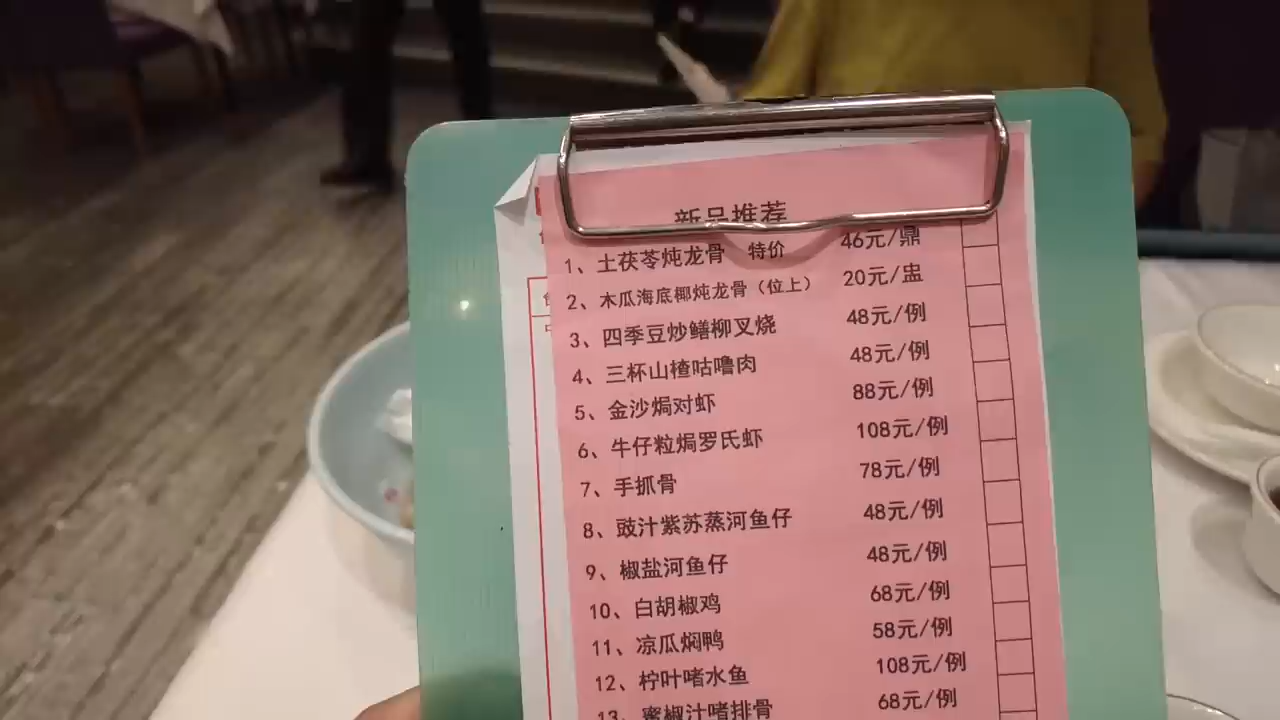 新品推荐
1、土茯苓炖龙骨 特价 46元/鼎
2、木瓜海底椰炖龙骨（位上） 20元/盅
3、四季豆炒鳝柳叉烧 48元/例
4、三杯山楂咕噜肉 48元/例
5、金沙焗对虾 88元/例
6、牛仔粒焗罗氏虾 108元/例
7、手抓骨 78元/例
8、豉汁紫苏蒸河鱼仔 48元/例
9、椒盐河鱼仔 48元/例
10、白胡椒鸡 68元/例
11、凉瓜焖鸭 58元/例
12、柠叶啫水鱼 108元/例
13、蜜椒汁啫排骨 68元/例